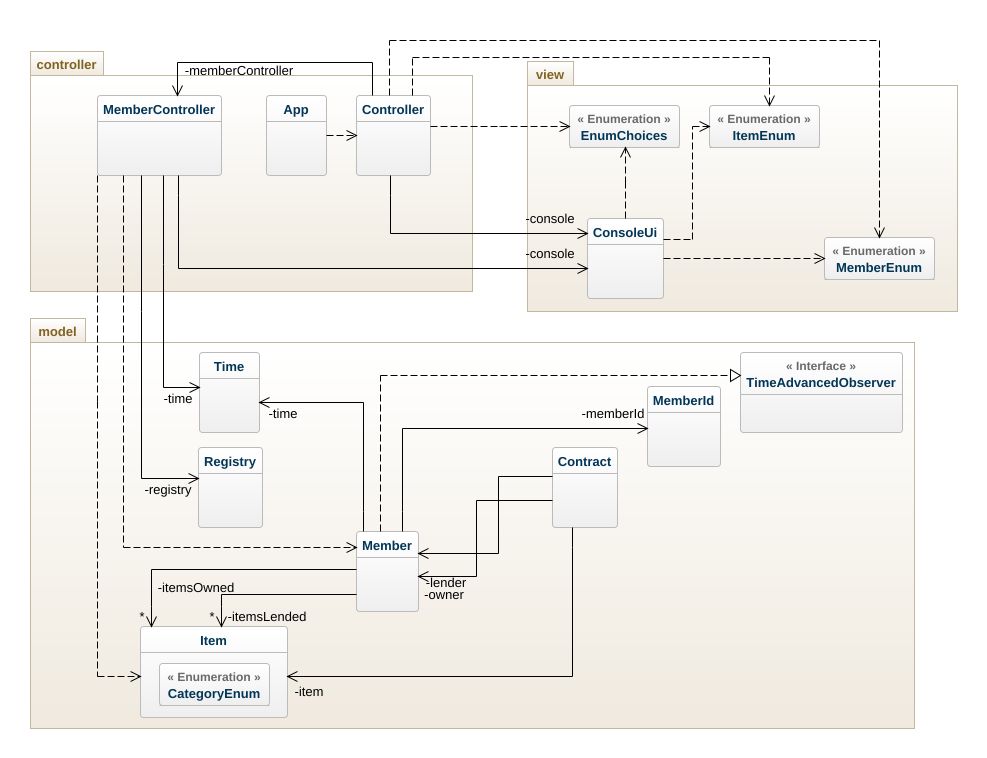 controller
-memberController
MemberController
App
Controller
view
« Enumeration »
EnumChoices
« Enumeration »
ItemEnum
-console
ConsoleUi
-console
« Enumeration »
MemberEnum
model
Time
-time
-time
« Interface »
TimeAdvancedObserver
-memberId
MemberId
Registry
-registry
Contract
Member
-lender
-owner
-itemsOwned
*
* -itemsLended
Item
« Enumeration »
CategoryEnum
-item